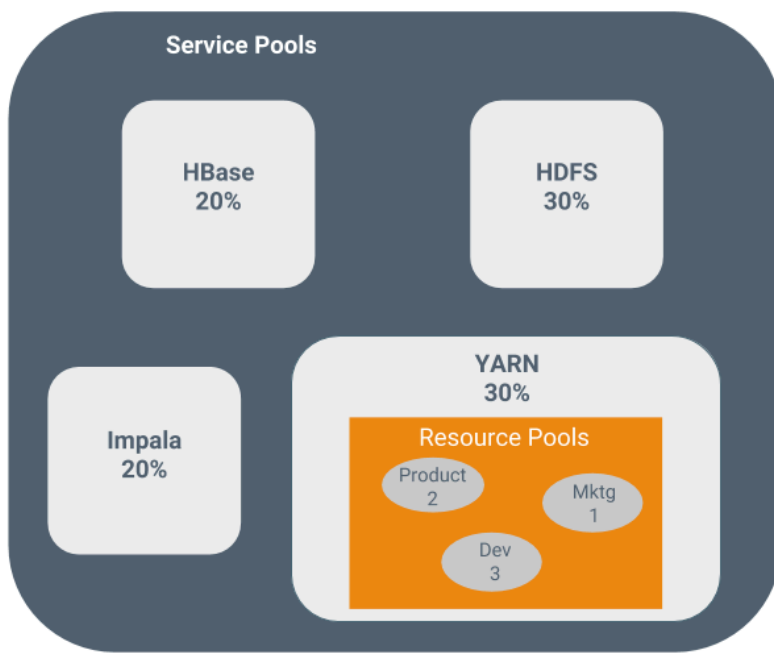 Service Pools
HBase
20%
HDFS
30%
Impala
20%
YARN
30%
Resource Pools
Product
2
Mktg
1
Dev
3